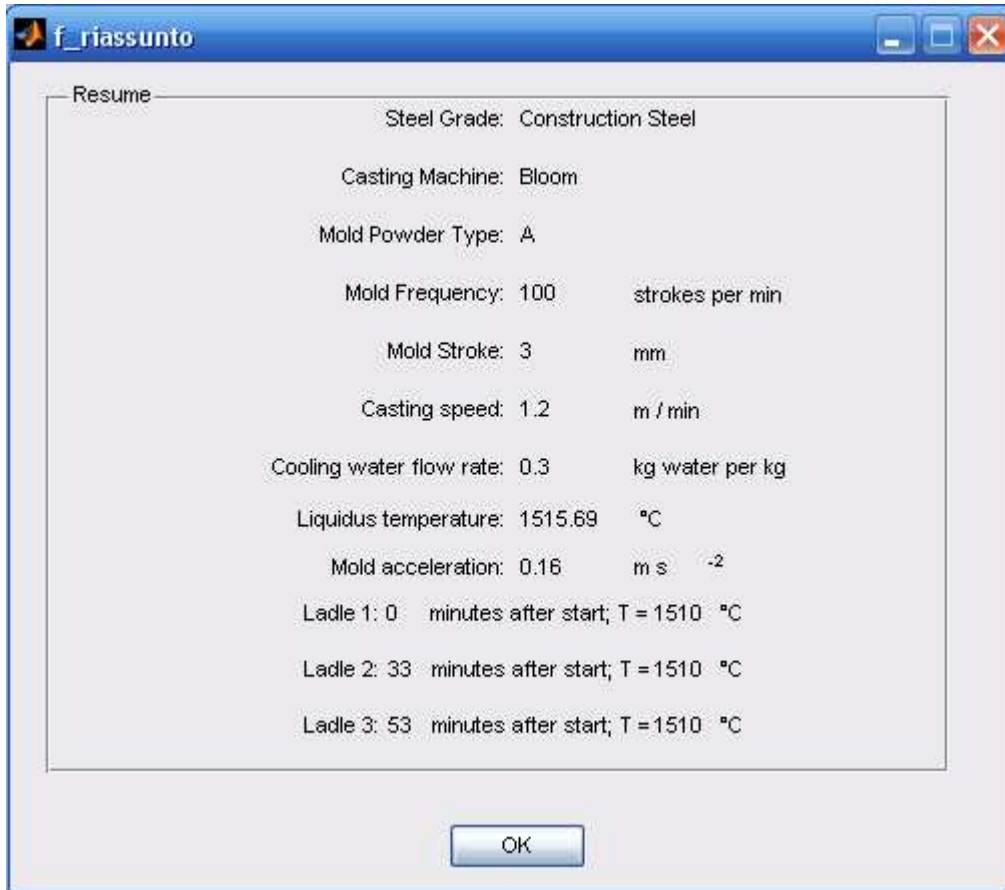 f_riassunto
Resume
Steel Grade: Construction Steel
Casting Machine: Bloom
Mold Powder Type: A
Mold Frequency: 100 strokes per min
Mold Stroke: 3 mm
Casting speed: 1.2 m / min
Cooling water flow rate: 0.3 kg water per kg
Liquidus temperature: 1515.69 °C
Mold acceleration: 0.16 m s -2
Ladle 1: 0 minutes after start; T = 1510 °C
Ladle 2: 33 minutes after start; T = 1510 °C
Ladle 3: 53 minutes after start; T = 1510 °C
OK